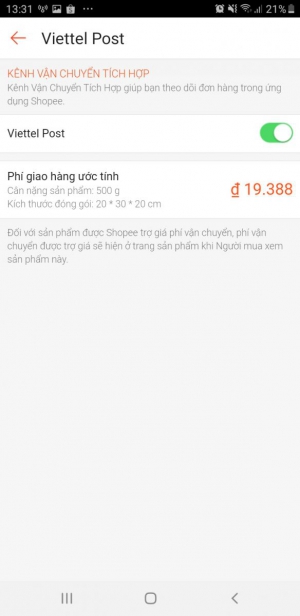 13:31
21%
Viettel Post
KÊNH VẬN CHUYỂN TÍCH HỢP
Kênh Vận Chuyển Tích Hợp giúp bạn theo dõi đơn hàng trong ứng
dụng Shopee.
Viettel Post
Phí giao hàng ước tính
Cân nặng sản phẩm: 500 g
Kích thước đóng gói: 20 * 30 * 20 cm
₫ 19.388
Đối với sản phẩm được Shopee trợ giá phí vận chuyển, phí vận
chuyển được trợ giá sẽ hiện ở trang sản phẩm khi Người mua xem
sản phẩm này.